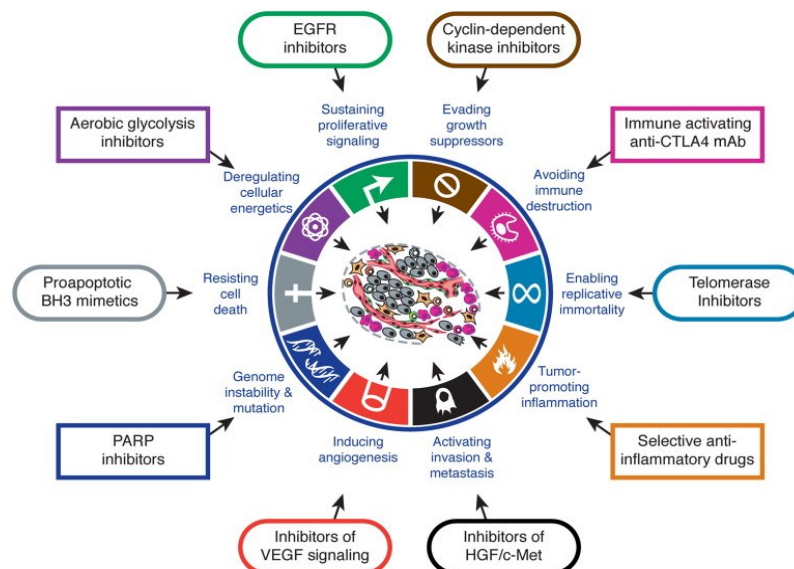 EGFR
inhibitors
Cyclin-dependent
kinase inhibitors
Sustaining
proliferative
signaling
Evading
growth
suppressors
Aerobic glycolysis
inhibitors
Immune activating
anti-CTLA4 mAb
Deregulating
cellular
energetics
Avoiding
immune
destruction
Proapoptotic
BH3 mimetics
Resisting
cell
death
Enabling
replicative
immortality
Telomerase
Inhibitors
Genome
instability &
mutation
Tumor-
promoting
inflammation
PARP
inhibitors
Inducing
angiogenesis
Activating
invasion &
metastasis
Selective anti-
inflammatory drugs
Inhibitors of
VEGF signaling
Inhibitors of
HGF/c-Met